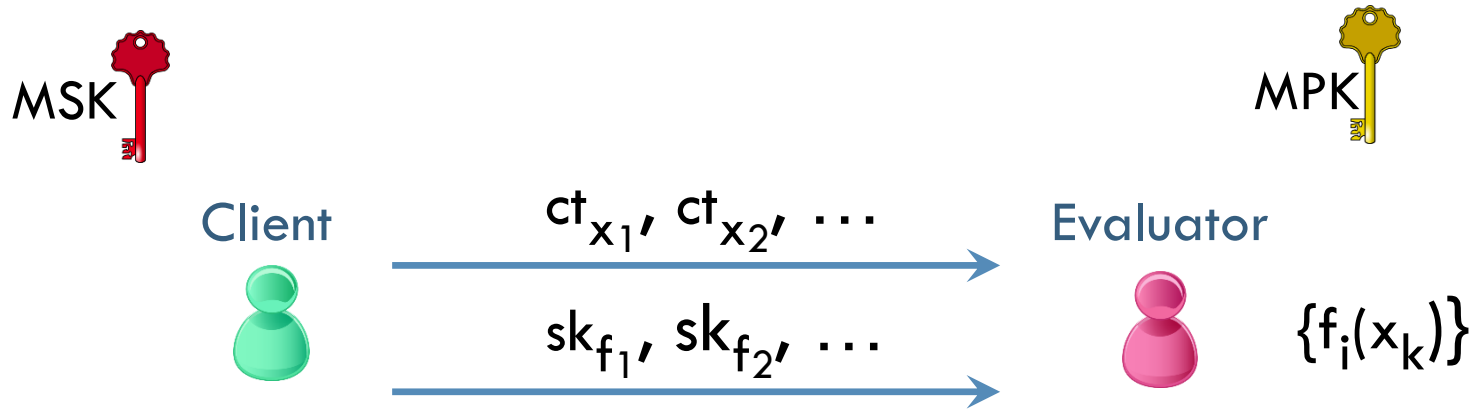 MSK
MPK
Client
ct_{x_1}, ct_{x_2}, ...
Evaluator
sk_{f_1}, sk_{f_2}, ...
{f_i(x_k)}